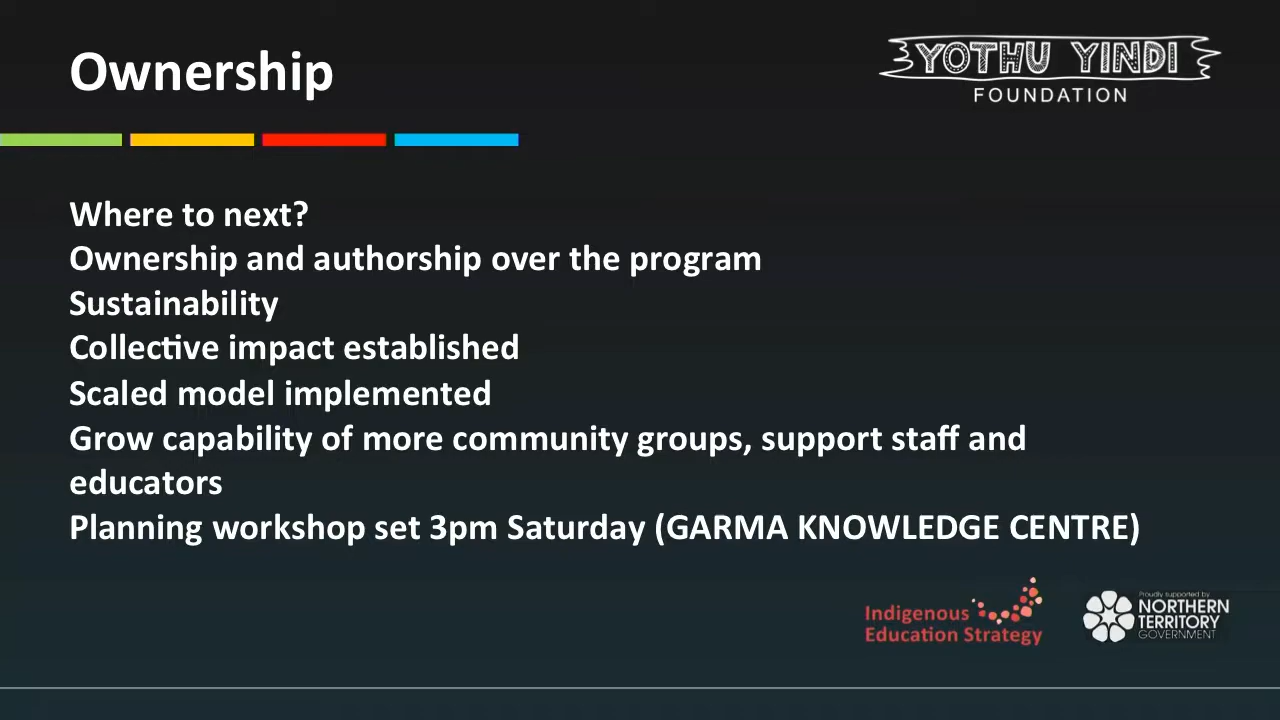 Ownership
YOTHU YINDI
FOUNDATION
Where to next?
Ownership and authorship over the program
Sustainability
Collective impact established
Scaled model implemented
Grow capability of more community groups, support staff and
educators
Planning workshop set 3pm Saturday (GARMA KNOWLEDGE CENTRE)
Indigenous
Education Strategy
Proudly supported by
NORTHERN
TERRITORY
GOVERNMENT